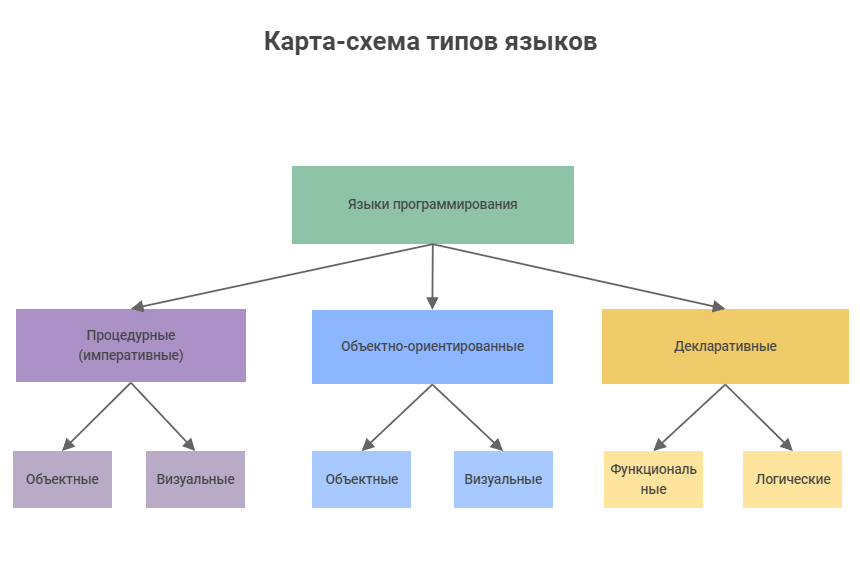 Карта-схема типов языков
Языки программирования
Процедурные
(императивные)
Объектно-ориентированные
Декларативные
Объектные
Визуальные
Объектные
Визуальные
Функциональ
ные
Логические